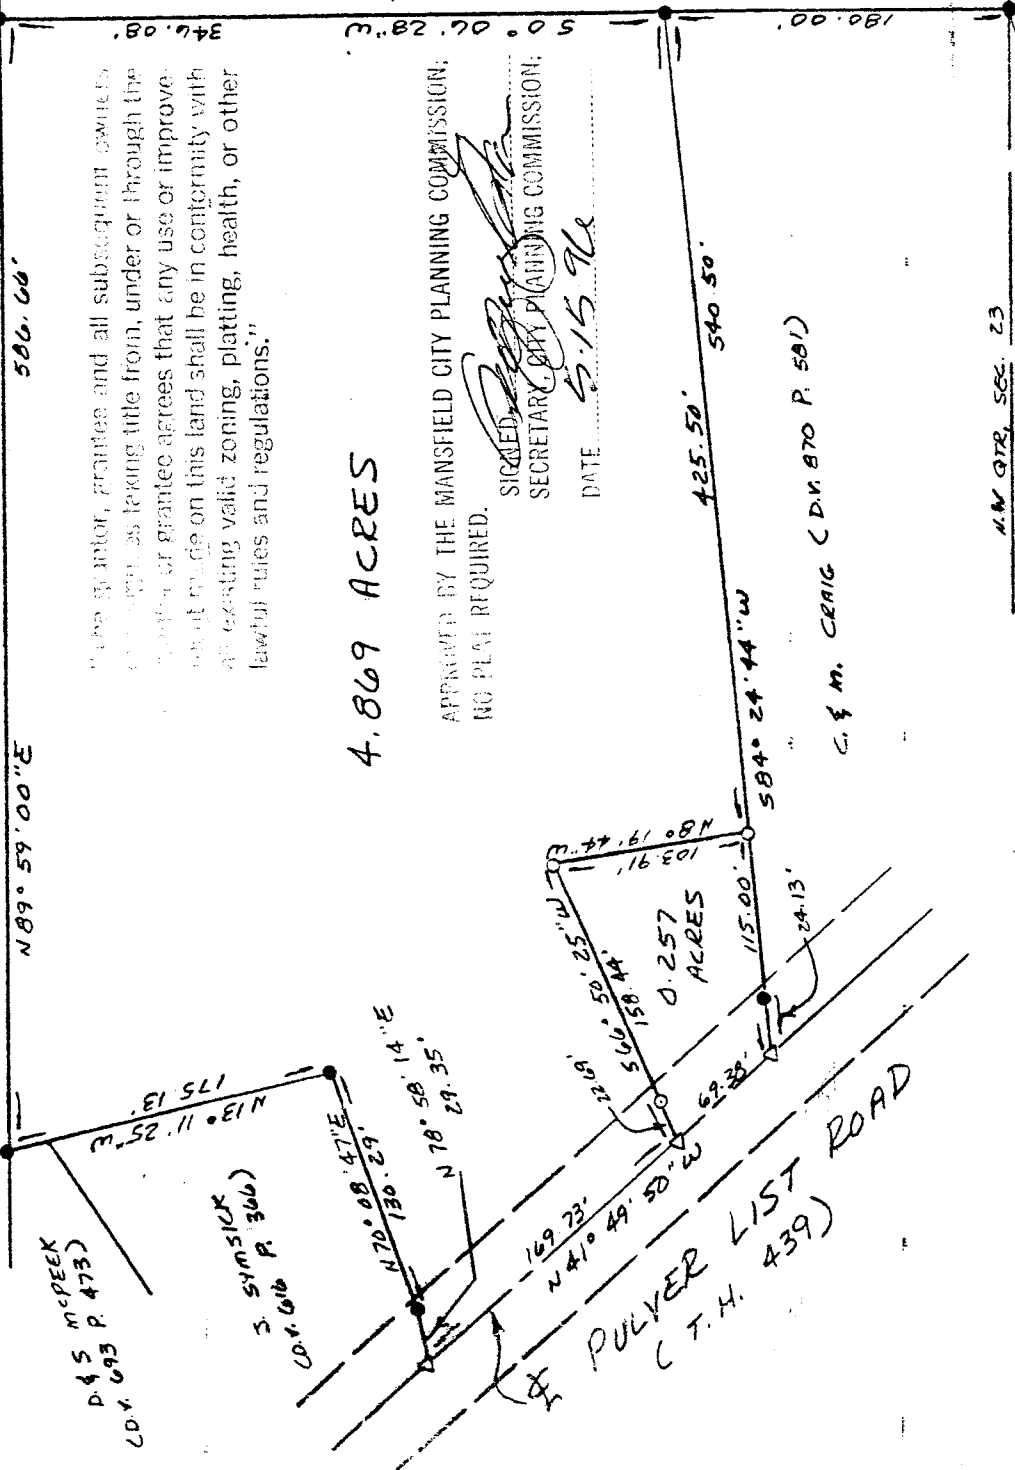 N 89° 59' 00" E
586.66'
S 0° 06' 28" W
346.08'
180.00'
"The grantor, grantee and all subsequent owners
as taking title from, under or through the
or grantee agrees that any use or improve-
made on this land shall be in conformity with
all existing valid zoning, platting, health, or other
lawful rules and regulations."
4.869 ACRES
APPROVED BY THE MANSFIELD CITY PLANNING COMMISSION;
NO PLAT REQUIRED.
SIGNED
SECRETARY, CITY PLANNING COMMISSION;
DATE 5·15·96
D. & S McPEEK
(D.V. 693 P. 473)
N 13° 11' 25" W
175.13'
S. SYMSICK
(D.V. 616 P. 366)
N 70° 08' 47" E
130.29'
N 78° 58' 14" E
29.35'
S 66° 50' 25" W
158.44'
22.69'
N 8° 19' 44" W
103.91'
0.257
ACRES
115.00'
24.13'
69.38'
169.73'
N 41° 49' 50" W
425.50'
540.50'
S 84° 24' 44" W
C. & M. CRAIG (D.V. 870 P. 581)
℄ PULVER LIST ROAD
(T.H. 439)
N.W QTR, SEC. 23